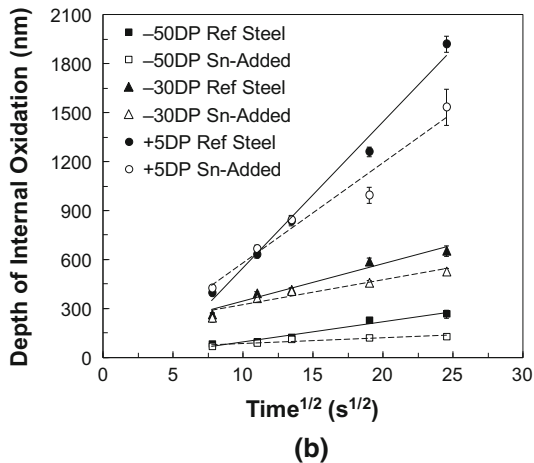 2100
1800
1500
1200
900
600
300
0
Depth of Internal Oxidation (nm)
–50DP Ref Steel
–50DP Sn-Added
–30DP Ref Steel
–30DP Sn-Added
+5DP Ref Steel
+5DP Sn-Added
0 5 10 15 20 25 30
Time1/2 (s1/2)
(b)